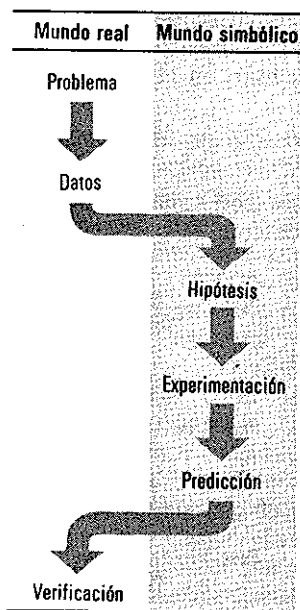 Mundo real Mundo simbólico
Problema
Datos
Hipótesis
Experimentación
Predicción
Verificación